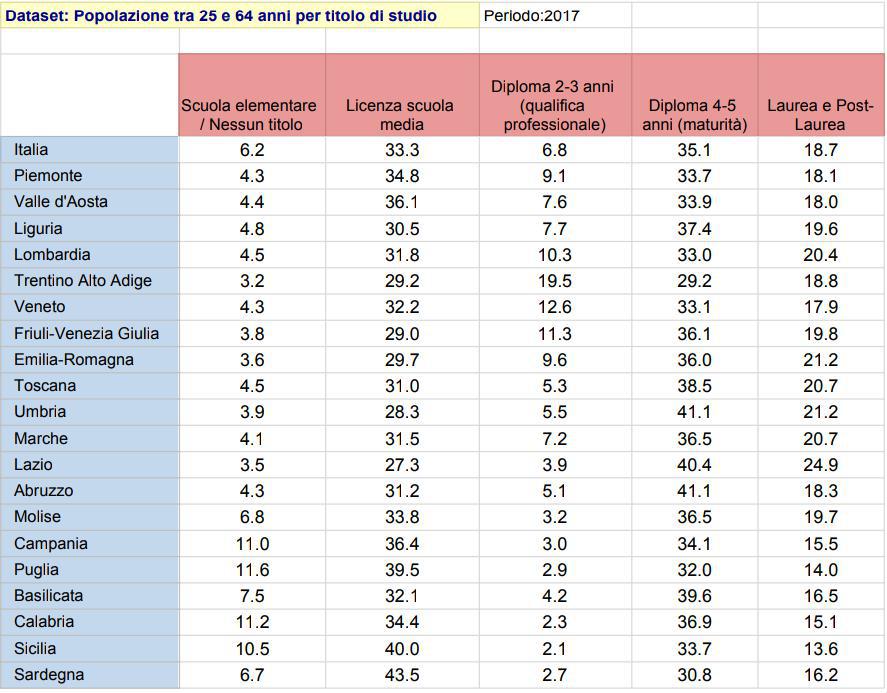 Dataset: Popolazione tra 25 e 64 anni per titolo di studio Periodo:2017
Scuola elementare / Nessun titolo Licenza scuola media Diploma 2-3 anni (qualifica professionale) Diploma 4-5 anni (maturità) Laurea e Post-Laurea
Italia 6.2 33.3 6.8 35.1 18.7
Piemonte 4.3 34.8 9.1 33.7 18.1
Valle d'Aosta 4.4 36.1 7.6 33.9 18.0
Liguria 4.8 30.5 7.7 37.4 19.6
Lombardia 4.5 31.8 10.3 33.0 20.4
Trentino Alto Adige 3.2 29.2 19.5 29.2 18.8
Veneto 4.3 32.2 12.6 33.1 17.9
Friuli-Venezia Giulia 3.8 29.0 11.3 36.1 19.8
Emilia-Romagna 3.6 29.7 9.6 36.0 21.2
Toscana 4.5 31.0 5.3 38.5 20.7
Umbria 3.9 28.3 5.5 41.1 21.2
Marche 4.1 31.5 7.2 36.5 20.7
Lazio 3.5 27.3 3.9 40.4 24.9
Abruzzo 4.3 31.2 5.1 41.1 18.3
Molise 6.8 33.8 3.2 36.5 19.7
Campania 11.0 36.4 3.0 34.1 15.5
Puglia 11.6 39.5 2.9 32.0 14.0
Basilicata 7.5 32.1 4.2 39.6 16.5
Calabria 11.2 34.4 2.3 36.9 15.1
Sicilia 10.5 40.0 2.1 33.7 13.6
Sardegna 6.7 43.5 2.7 30.8 16.2